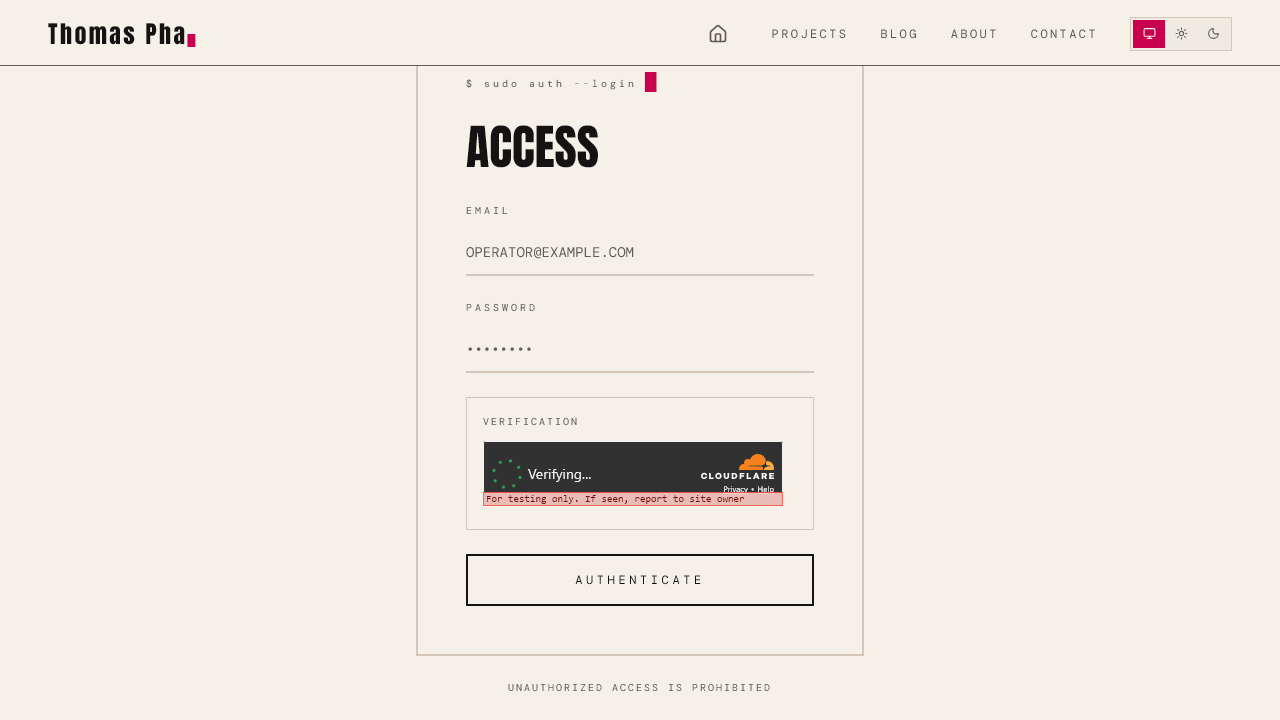 Thomas Pha
PROJECTS
BLOG
ABOUT
CONTACT
$ sudo auth --login
ACCESS
EMAIL
OPERATOR@EXAMPLE.COM
PASSWORD
••••••••
VERIFICATION
Verifying...
CLOUDFLARE
Privacy • Help
For testing only. If seen, report to site owner
AUTHENTICATE
UNAUTHORIZED ACCESS IS PROHIBITED